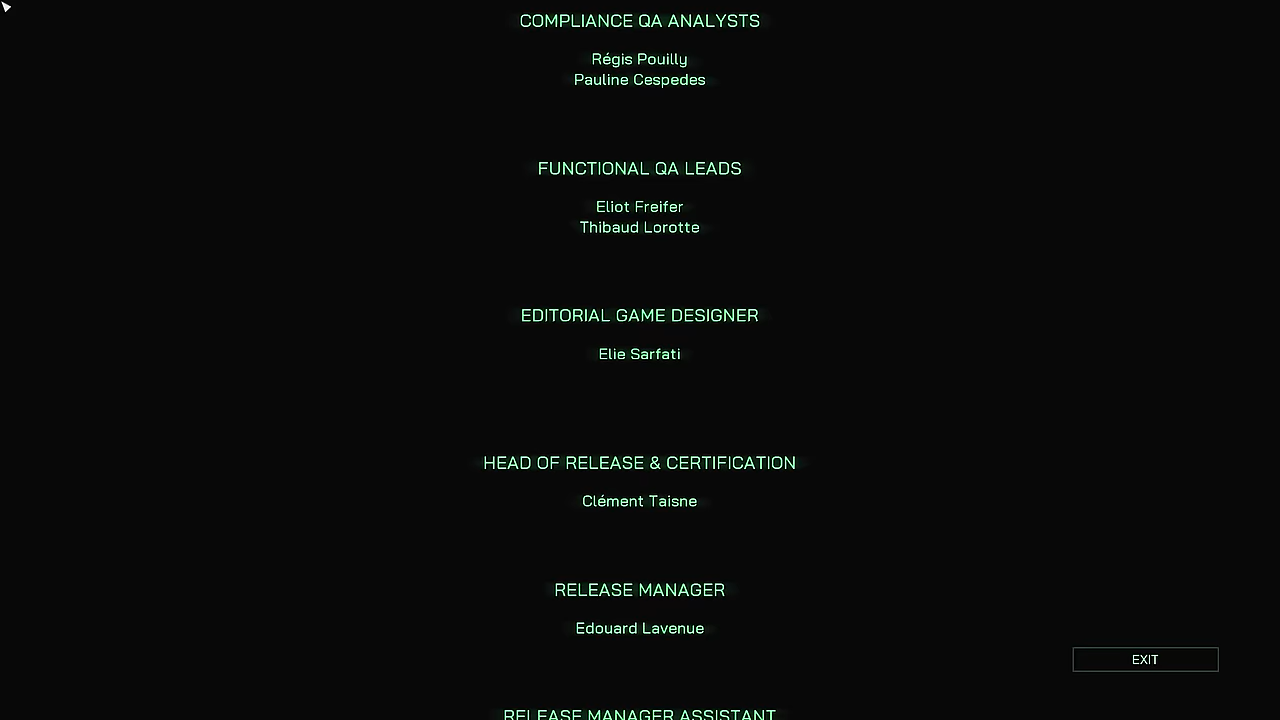 COMPLIANCE QA ANALYSTS
Régis Pouilly
Pauline Cespedes
FUNCTIONAL QA LEADS
Eliot Freifer
Thibaud Lorotte
EDITORIAL GAME DESIGNER
Elie Sarfati
HEAD OF RELEASE & CERTIFICATION
Clément Taisne
RELEASE MANAGER
Edouard Lavenue
EXIT
RELEASE MANAGER ASSISTANT